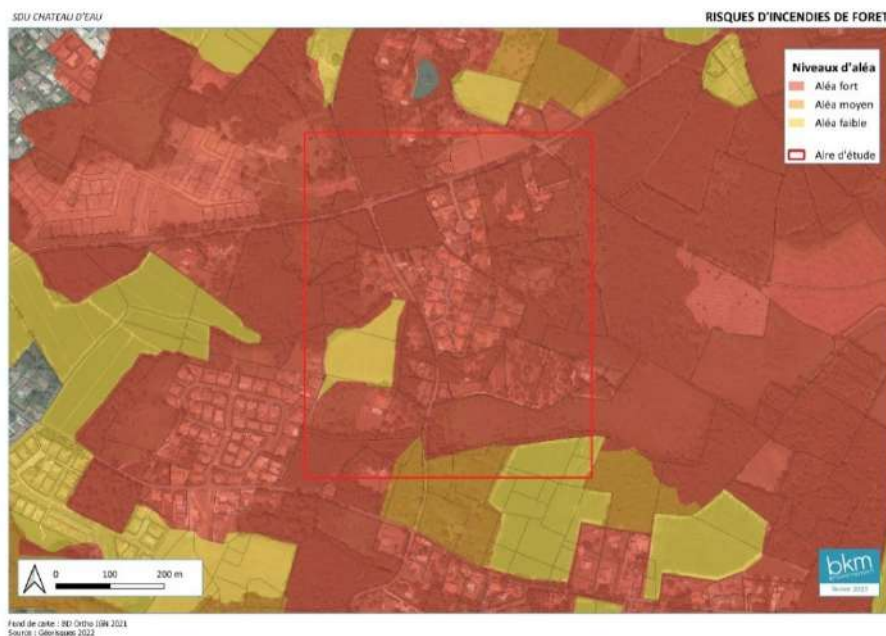 SDU CHATEAU D'EAU
RISQUES D'INCENDIES DE FORET
Niveaux d'aléa
Aléa fort
Aléa moyen
Aléa faible
Aire d'étude
0 100 200 m
bkm
Fond de carte : BD Ortho IGN 2021
Source : Géorisques 2022